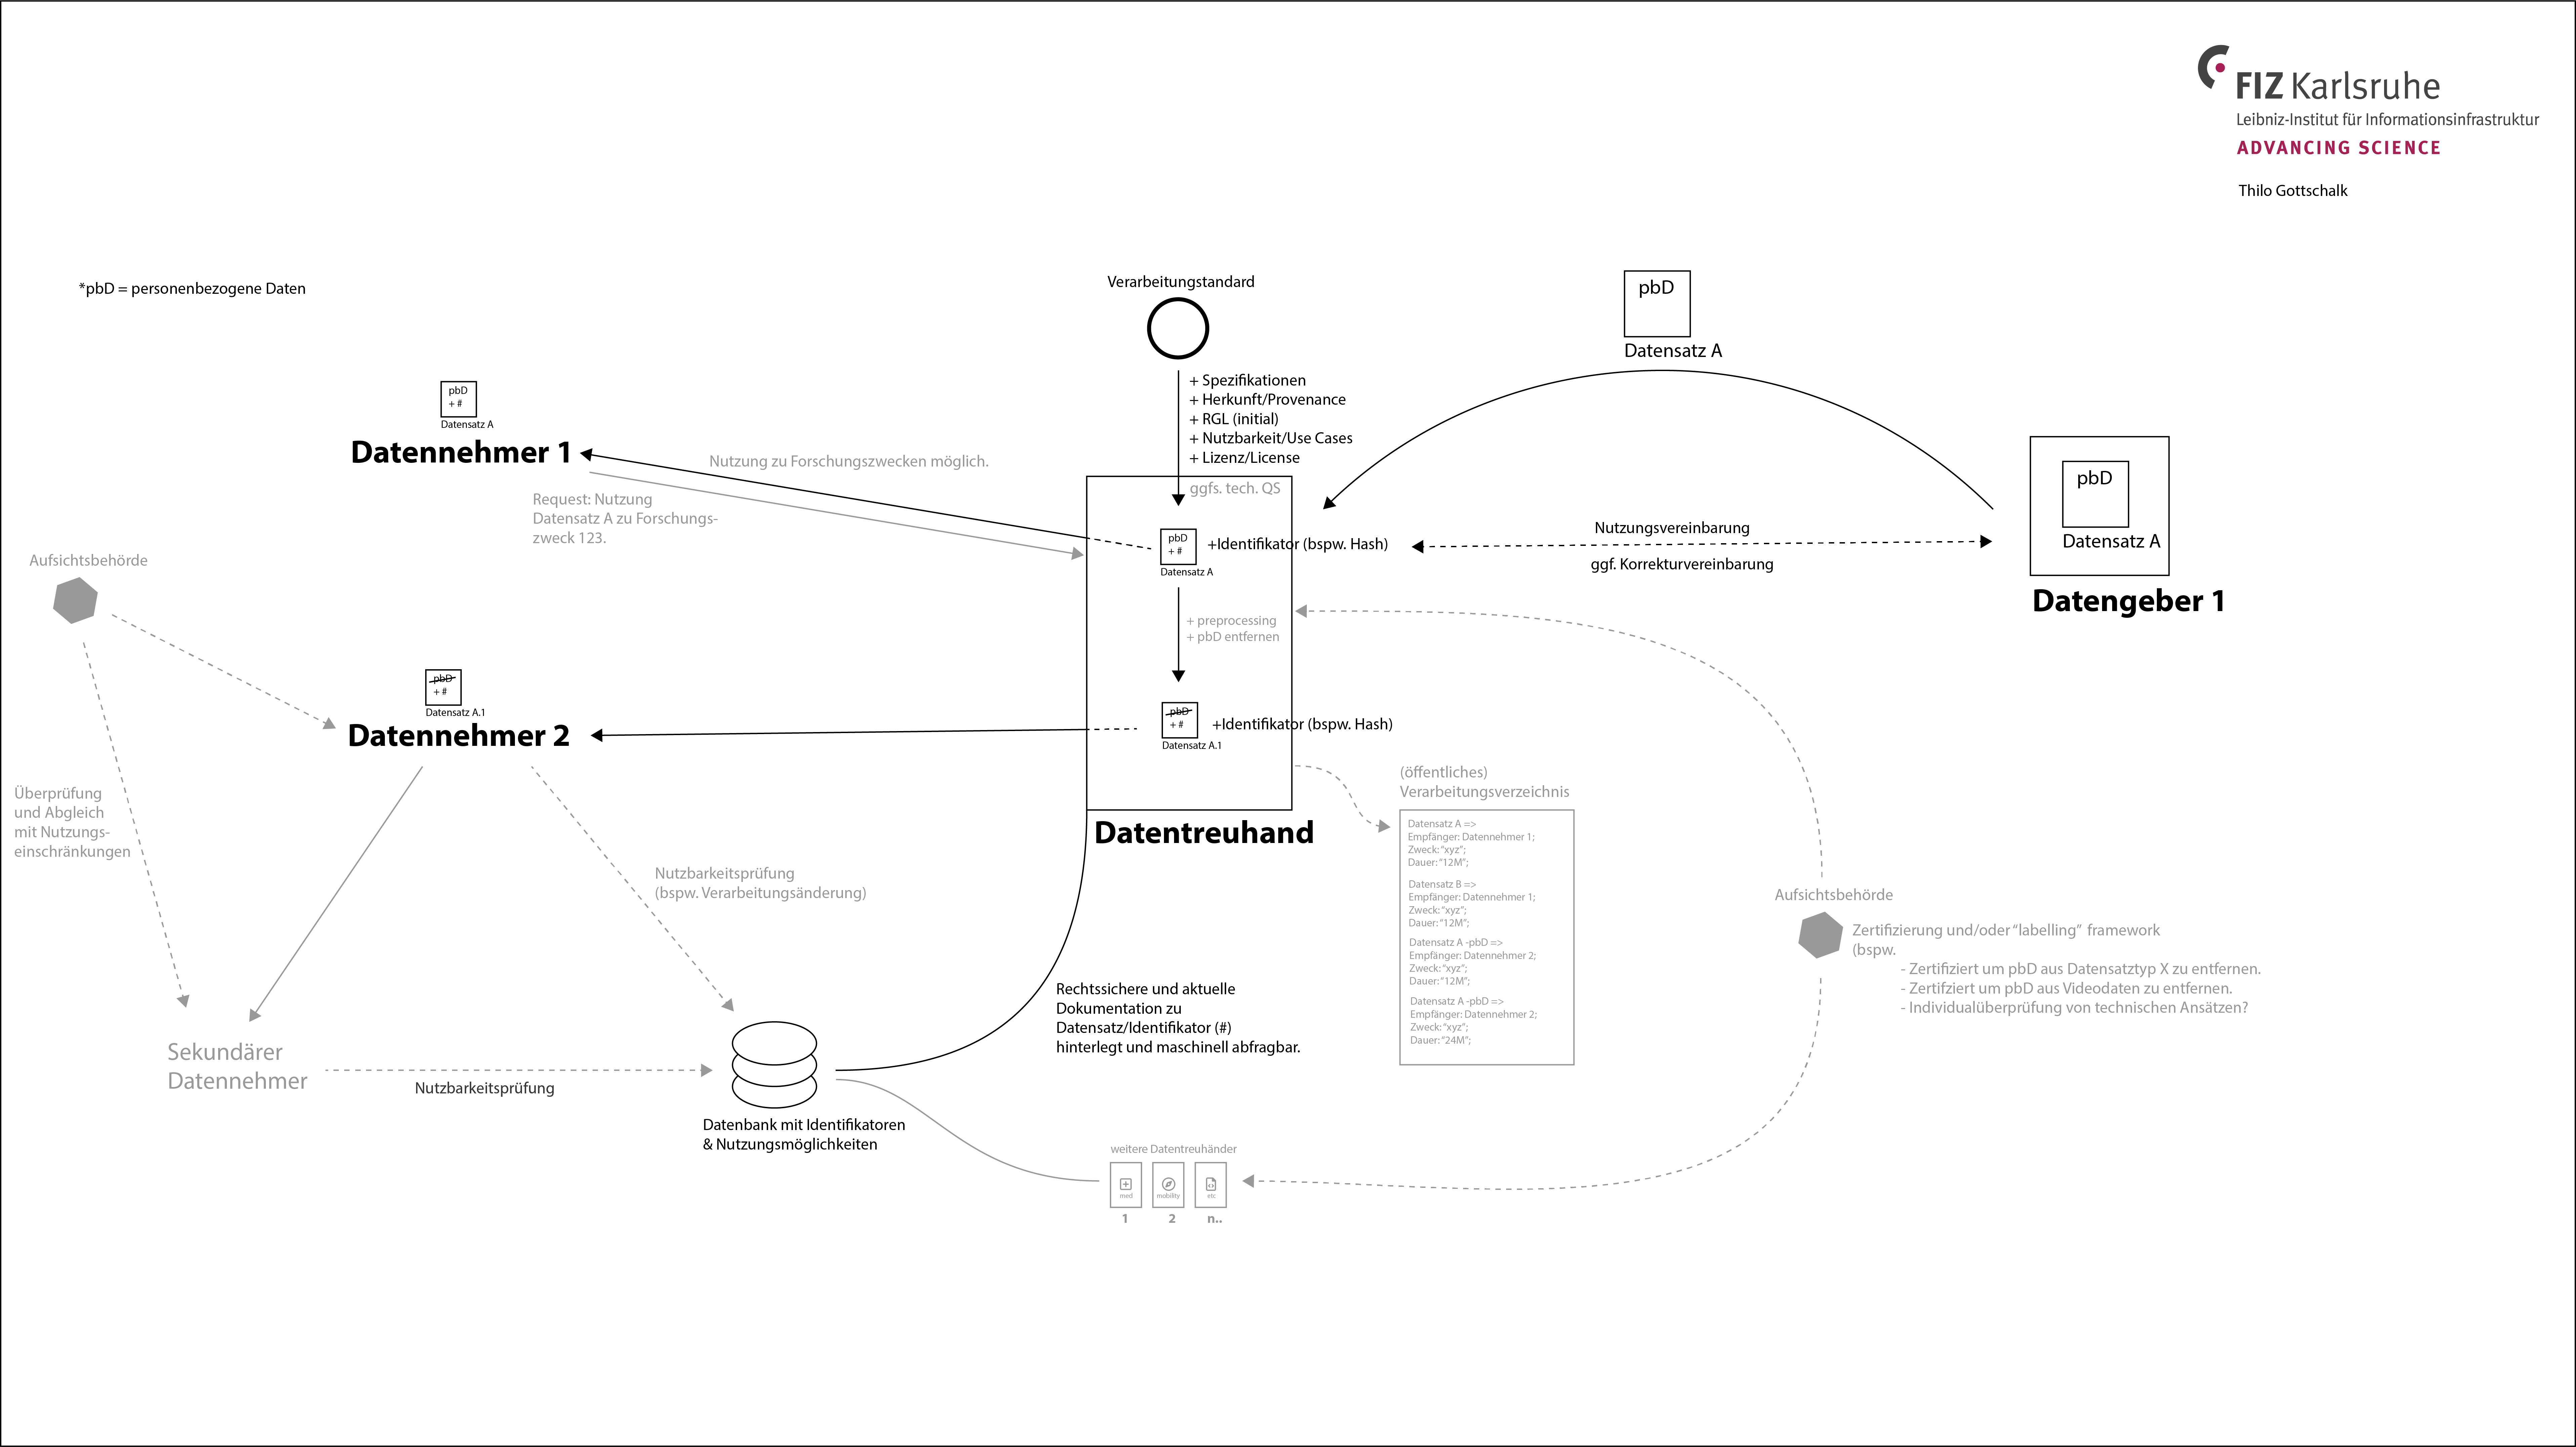 FIZ Karlsruhe
Leibniz-Institut für Informationsinfrastruktur
ADVANCING SCIENCE
Thilo Gottschalk
*pbD = personenbezogene Daten
Verarbeitungstandard
+ Spezifikationen
+ Herkunft/Provenance
+ RGL (initial)
+ Nutzbarkeit/Use Cases
+ Lizenz/License
ggfs. tech. QS
pbD
Datensatz A
pbD
Datensatz A
Datengeber 1
Nutzungsvereinbarung
ggf. Korrekturvereinbarung
pbD
+ #
Datensatz A
Datennehmer 1
Nutzung zu Forschungszwecken möglich.
Request: Nutzung
Datensatz A zu Forschungs-
zweck 123.
pbD
+ #
Datensatz A
+Identifikator (bspw. Hash)
+ preprocessing
+ pbD entfernen
pbD
+ #
Datensatz A.1
+Identifikator (bspw. Hash)
Datentreuhand
Aufsichtsbehörde
pbD
+ #
Datensatz A.1
Datennehmer 2
Überprüfung
und Abgleich
mit Nutzungs-
einschränkungen
Nutzbarkeitsprüfung
(bspw. Verarbeitungsänderung)
(öffentliches)
Verarbeitungsverzeichnis
Datensatz A =>
Empfänger: Datennehmer 1;
Zweck: "xyz";
Dauer: "12M";
Datensatz B =>
Empfänger: Datennehmer 1;
Zweck: "xyz";
Dauer: "12M";
Datensatz A -pbD =>
Empfänger: Datennehmer 2;
Zweck: "xyz";
Dauer: "12M";
Datensatz A -pbD =>
Empfänger: Datennehmer 2;
Zweck: "xyz";
Dauer: "24M";
Aufsichtsbehörde
Zertifizierung und/oder "labelling" framework
(bspw.
- Zertifiziert um pbD aus Datensatztyp X zu entfernen.
- Zertifziert um pbD aus Videodaten zu entfernen.
- Individualüberprüfung von technischen Ansätzen?
Rechtssichere und aktuelle
Dokumentation zu
Datensatz/Identifikator (#)
hinterlegt und maschinell abfragbar.
Sekundärer
Datennehmer
Nutzbarkeitsprüfung
Datenbank mit Identifikatoren
& Nutzungsmöglichkeiten
weitere Datentreuhänder
med
mobility
etc
1
2
n..